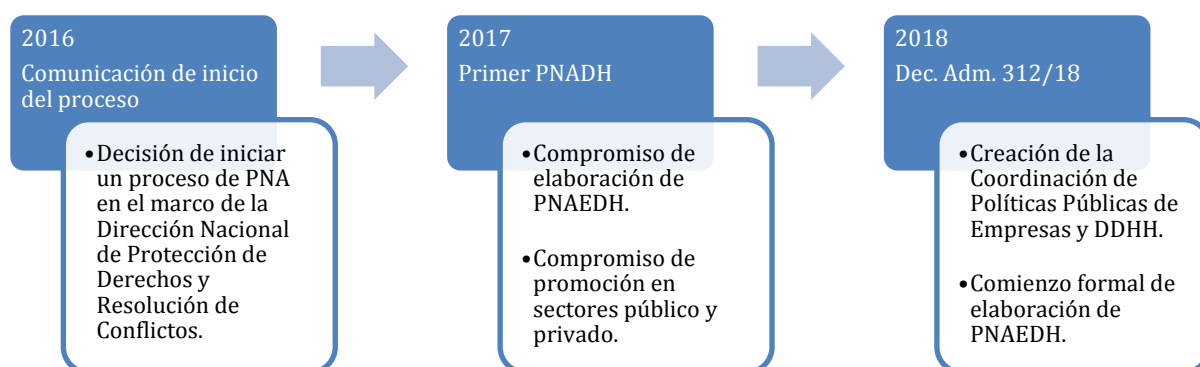 2016
Comunicación de inicio
del proceso
•Decisión de iniciar
un proceso de PNA
en el marco de la
Dirección Nacional
de Protección de
Derechos y
Resolución de
Conflictos.
2017
Primer PNADH
•Compromiso de
elaboración de
PNAEDH.
•Compromiso de
promoción en
sectores público y
privado.
2018
Dec. Adm. 312/18
•Creación de la
Coordinación de
Políticas Públicas de
Empresas y DDHH.
•Comienzo formal de
elaboración de
PNAEDH.